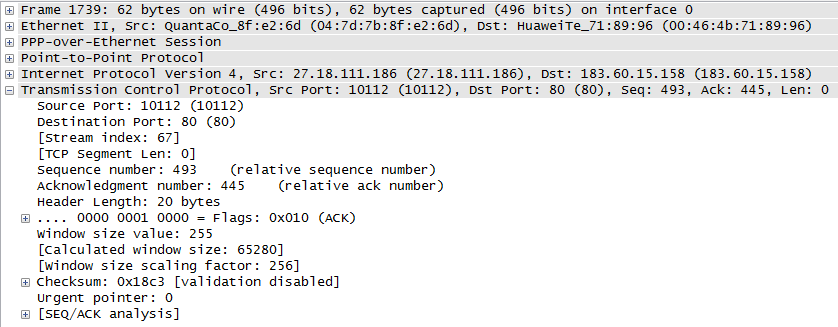 Frame 1739: 62 bytes on wire (496 bits), 62 bytes captured (496 bits) on interface 0
Ethernet II, Src: QuantaCo_8f:e2:6d (04:7d:7b:8f:e2:6d), Dst: HuaweiTe_71:89:96 (00:46:4b:71:89:96)
PPP-over-Ethernet Session
Point-to-Point Protocol
Internet Protocol Version 4, Src: 27.18.111.186 (27.18.111.186), Dst: 183.60.15.158 (183.60.15.158)
Transmission Control Protocol, Src Port: 10112 (10112), Dst Port: 80 (80), Seq: 493, Ack: 445, Len: 0
Source Port: 10112 (10112)
Destination Port: 80 (80)
[Stream index: 67]
[TCP Segment Len: 0]
Sequence number: 493    (relative sequence number)
Acknowledgment number: 445    (relative ack number)
Header Length: 20 bytes
.... 0000 0001 0000 = Flags: 0x010 (ACK)
Window size value: 255
[Calculated window size: 65280]
[Window size scaling factor: 256]
Checksum: 0x18c3 [validation disabled]
Urgent pointer: 0
[SEQ/ACK analysis]